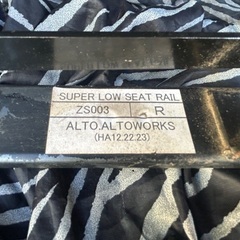 SUPER LOW SEAT RAIL
ZS003 R
ALTO.ALTOWORKS
(HA12.22.23)